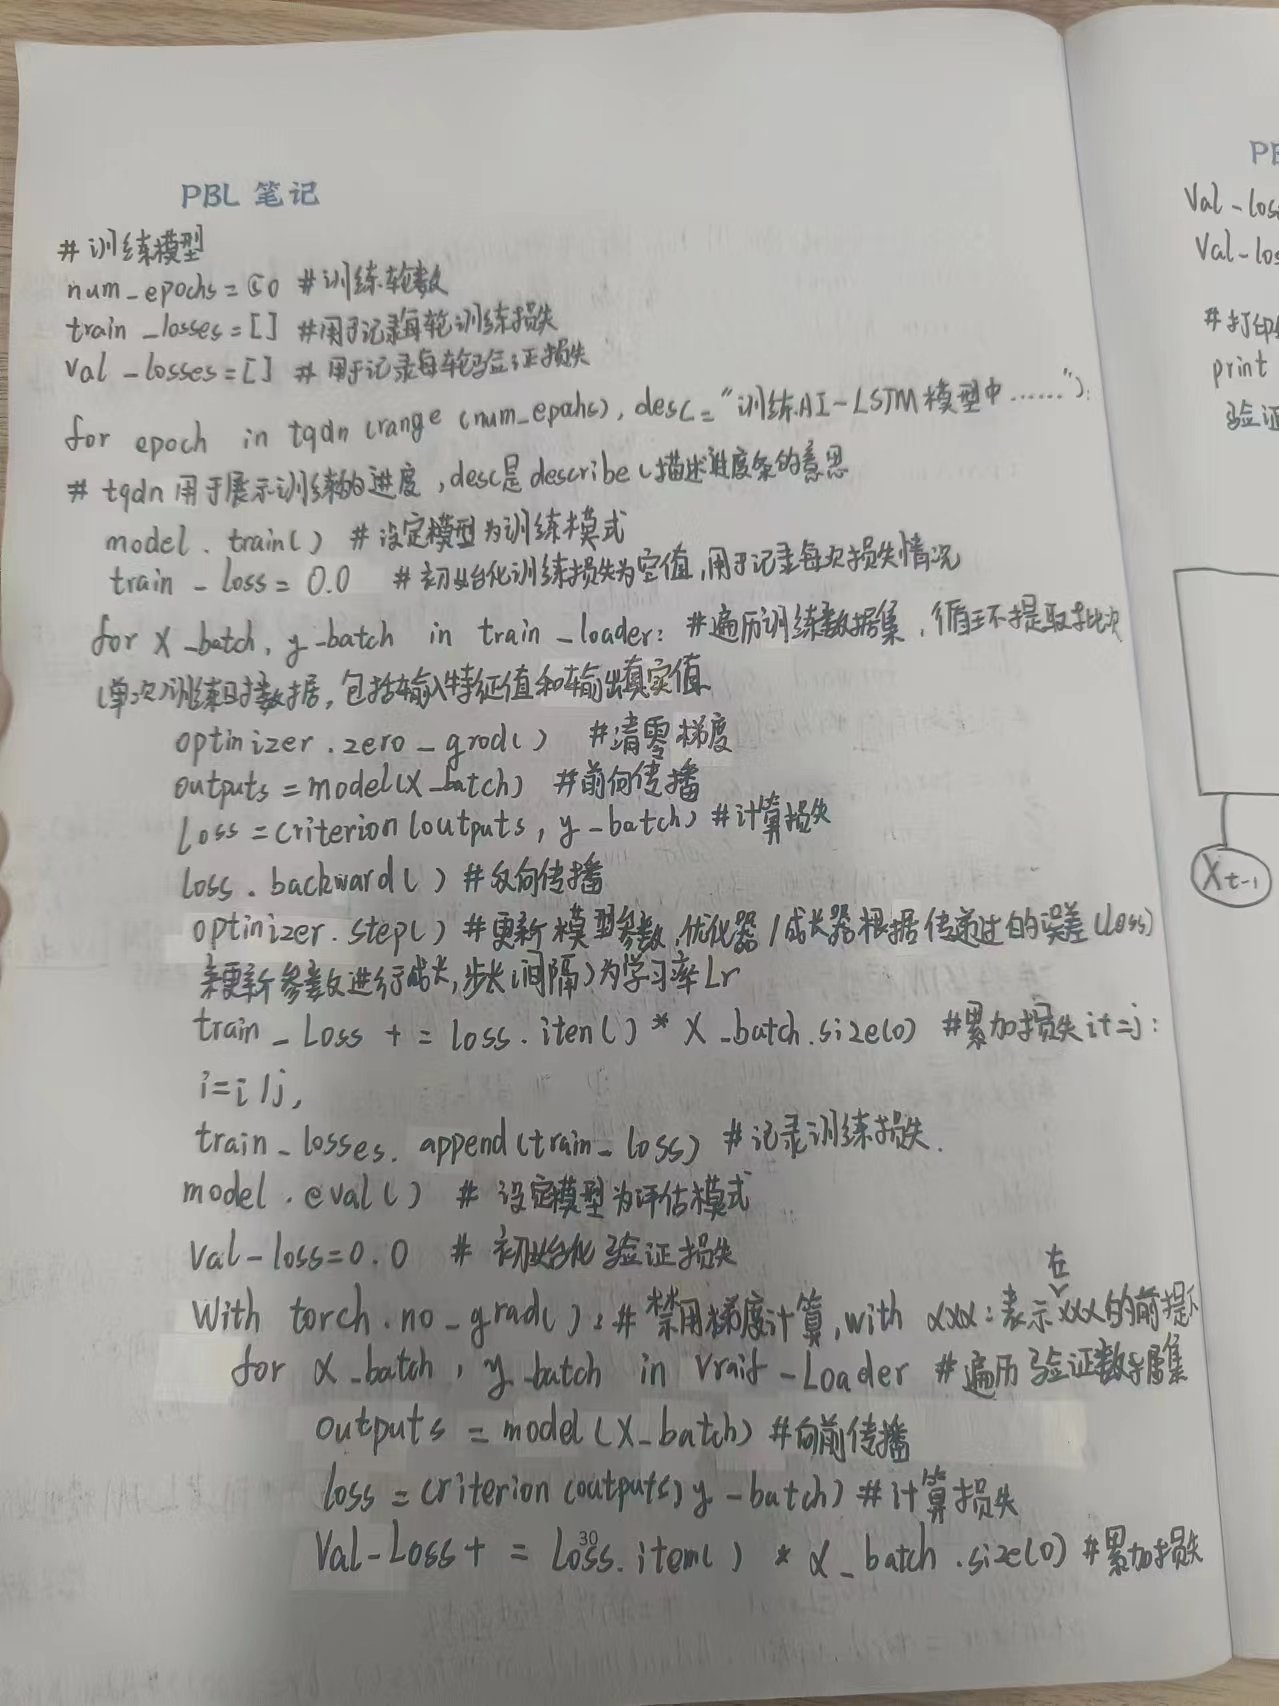 PBL 笔记
# 训练模型
num_epochs = 50 # 训练轮数
train_losses = [] #用于记录每轮训练损失
val_losses = [] # 用于记录每轮验证损失
for epoch in tqdn (range (num_epahs), desc = "训练AI-LSTM模型中……"):
# tqdn 用于展示训练的进度, desc是 describe (描述进度条的意思
model.train() # 设定模型为训练模式
train_loss = 0.0 # 初始化训练损失为空值,用于记录每次损失情况
for X_batch, y_batch in train_loader: #遍历训练数据集,循环不提取批次
(单次)训练数据,包括输入特征值和输出真实值
optinizer.zero_grod() #清零梯度
outputs = model(X_batch) #前向传播
Loss = criterion (outputs, y_batch) #计算损失
loss.backward() #反向传播
optinizer.step() #更新模型参数,优化器/成长器根据传递过的误差(loss)
来更新参数进行成长,步长(间隔)为学习率Lr
train_Loss += loss.iten() * X_batch.size(0) #累加损失 i+=j:
i=i/j,
train_losses.append(train_loss) #记录训练损失.
model.eval() # 设定模型为评估模式
Val-loss=0.0 # 初始化验证损失
在
With torch.no_grad(): # 禁用梯度计算, with xxx: 表示xxx的前提下
for x_batch, y_batch in Loader #遍历验证数据集
outputs = model (X_batch) #向前传播
loss = criterion (outputs, y-batch) #计算损失
Val-Loss + = Loss.item() * x_batch.size(0) #累加损失
30
Val-los
Val-los
#打印
print
验证
Xt-1